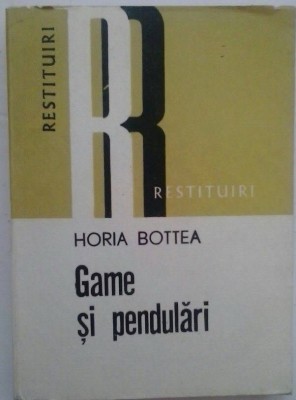 RESTITUIRI
R
RESTITUIRI
HORIA BOTTEA
Game
și pendulări